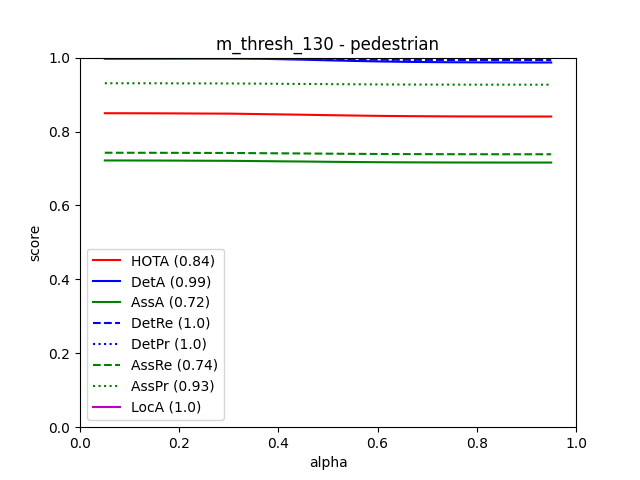 m_thresh_130 - pedestrian
score
1.0
0.8
0.6
0.4
0.2
0.0
HOTA (0.84)
DetA (0.99)
AssA (0.72)
DetRe (1.0)
DetPr (1.0)
AssRe (0.74)
AssPr (0.93)
LocA (1.0)
0.0 0.2 0.4 0.6 0.8 1.0
alpha